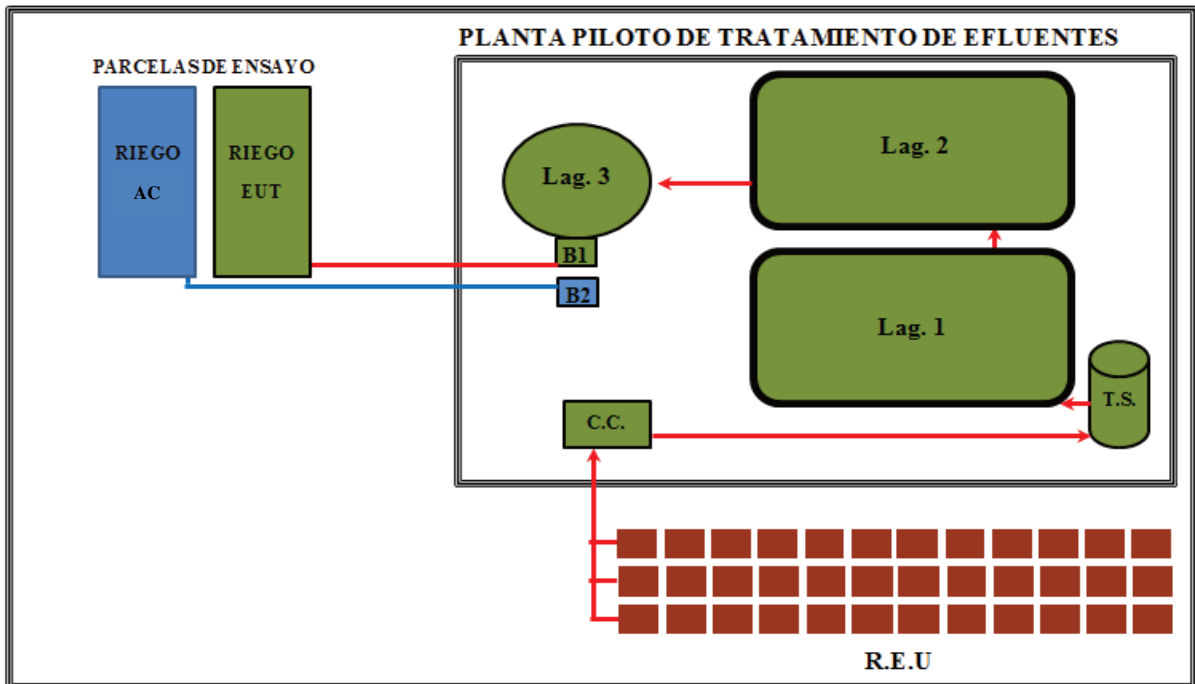 PLANTA PILOTO DE TRATAMIENTO DE EFLUENTES
PARCELAS DE ENSAYO
RIEGO
AC
RIEGO
EUT
Lag. 3
Lag. 2
B1
B2
Lag. 1
T.S.
C.C.
R.E.U